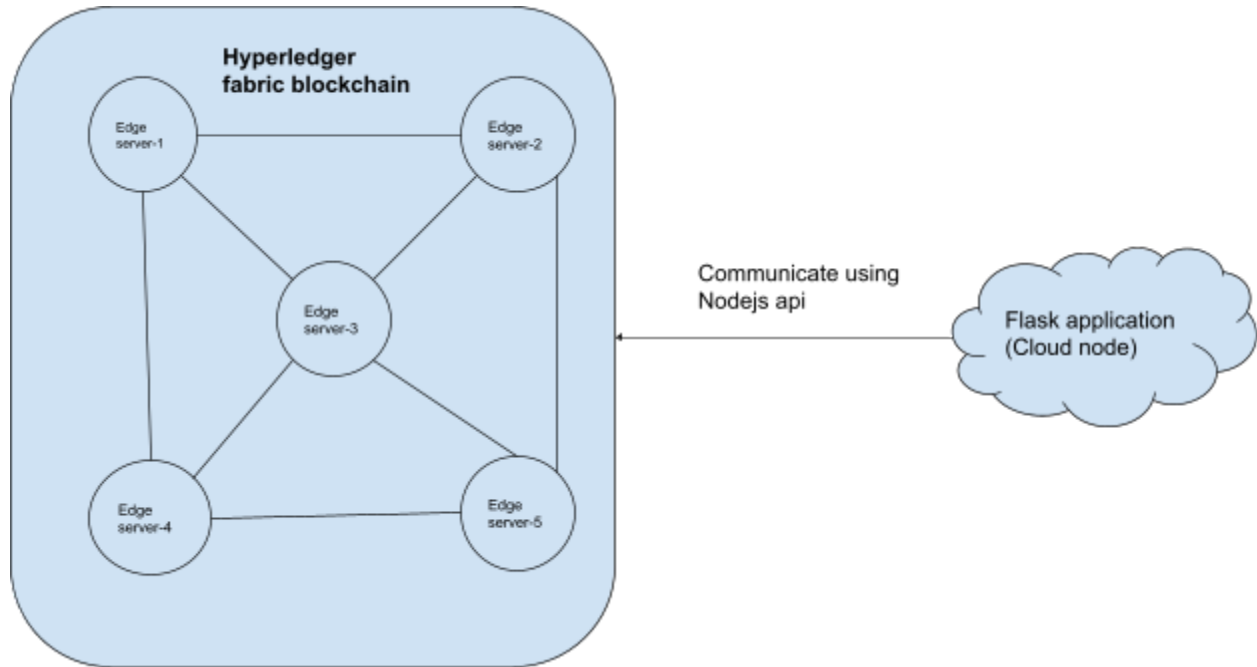 Hyperledger
fabric blockchain
Edge
server-1
Edge
server-2
Edge
server-3
Edge
server-4
Edge
server-5
Communicate using
Nodejs api
Flask application
(Cloud node)